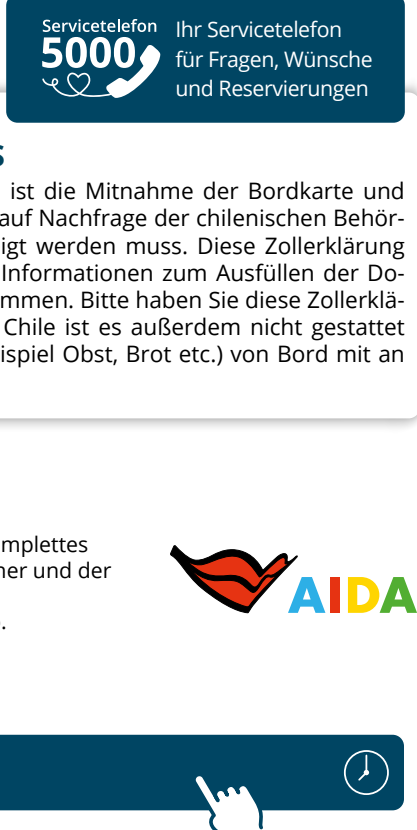 Servicetelefon
5000
Ihr Servicetelefon
für Fragen, Wünsche
und Reservierungen
ist die Mitnahme der Bordkarte und
auf Nachfrage der chilenischen Behör-
igt werden muss. Diese Zollerklärung
Informationen zum Ausfüllen der Do-
mmen. Bitte haben Sie diese Zollerklä-
Chile ist es außerdem nicht gestattet
ispiel Obst, Brot etc.) von Bord mit an
mplettes
ner und der
.
AIDA